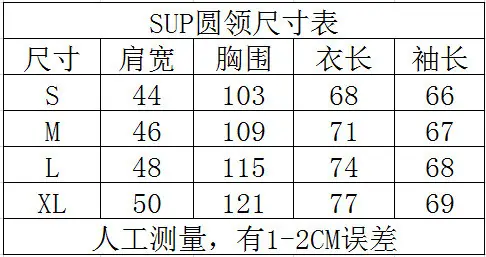 SUP圆领尺寸表
尺寸 肩宽 胸围 衣长 袖长
S 44 103 68 66
M 46 109 71 67
L 48 115 74 68
XL 50 121 77 69
人工测量，有1-2CM误差